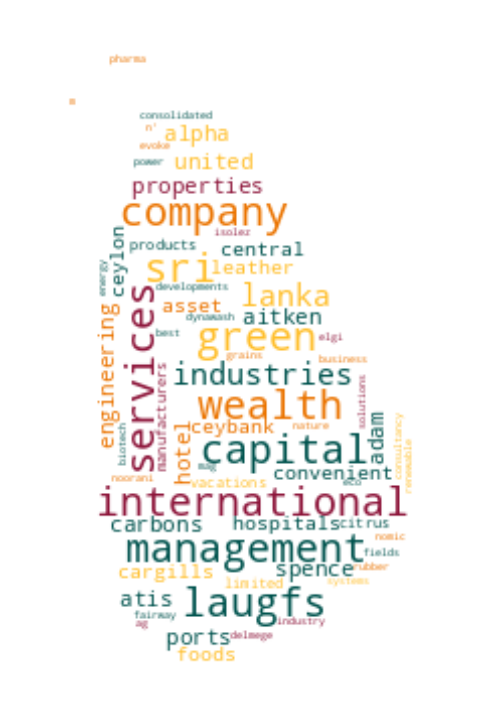 pharma
m
consolidated
n'
alpha
evoke
power
united
properties
company
isolez
ceylon
products
central
sri
leather
energy
developments
lanka
services
asset
dynawash
aitken
engineering
best
green
elgi
grains
business
industries
manufacturers
solutions
wealth
hotel
ceybank
nature
adam
consultancy
biotech
capital
mag
convenient
renewable
noorani
vacations
eco
international
carbons
hospitals
citrus
management
nomic
fields
cargills
spence
rubber
limited
systems
atis
laugfs
fairway
ag
industry
ports
delmege
foods